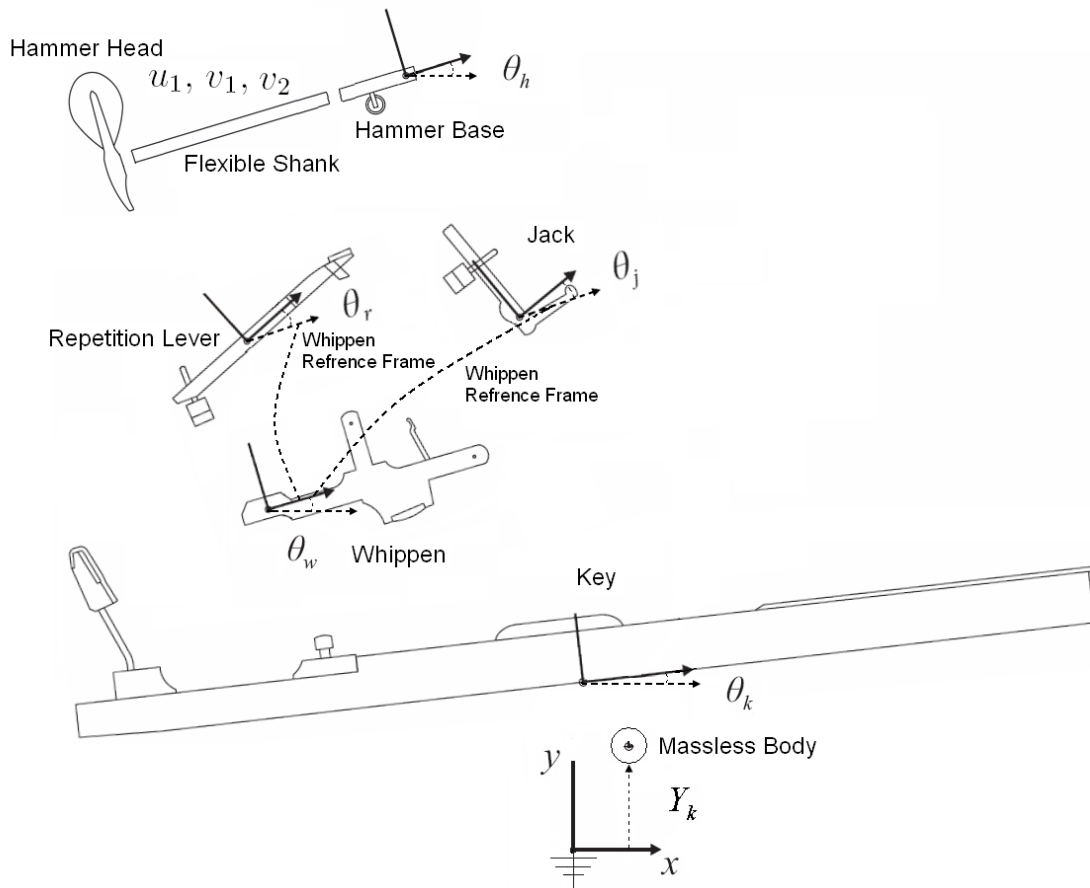 Hammer Head
u₁, v₁, v₂
θₕ
Hammer Base
Flexible Shank
Jack
θⱼ
θᵣ
Repetition Lever
Whippen
Refrence Frame
Whippen
Refrence Frame
θ_w
Whippen
Key
θₖ
Massless Body
y
Yₖ
x